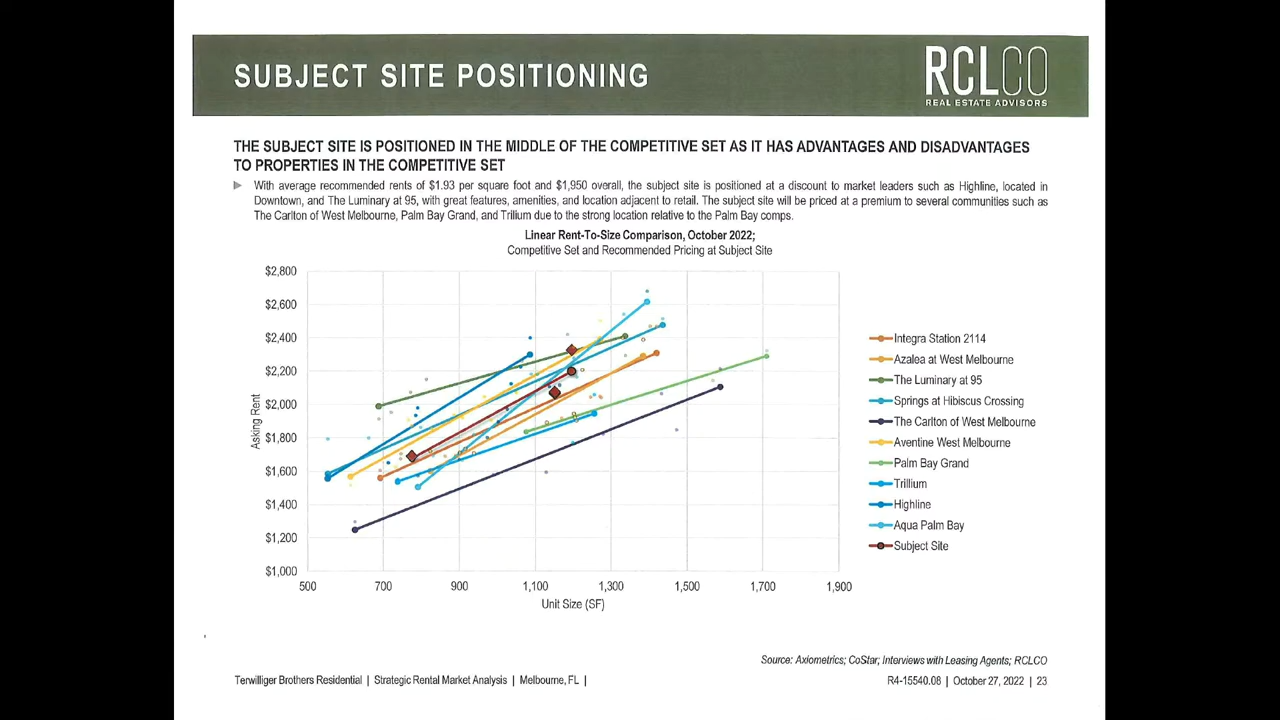 SUBJECT SITE POSITIONING
RCLCO
REAL ESTATE ADVISORS
THE SUBJECT SITE IS POSITIONED IN THE MIDDLE OF THE COMPETITIVE SET AS IT HAS ADVANTAGES AND DISADVANTAGES
TO PROPERTIES IN THE COMPETITIVE SET
With average recommended rents of $1.93 per square foot and $1,950 overall, the subject site is positioned at a discount to market leaders such as Highline, located in
Downtown, and The Luminary at 95, with great features, amenities, and location adjacent to retail. The subject site will be priced at a premium to several communities such as
The Carlton of West Melbourne, Palm Bay Grand, and Trilium due to the strong location relative to the Palm Bay comps.
Linear Rent-To-Size Comparison, October 2022;
Competitive Set and Recommended Pricing at Subject Site
$2,800
$2,600
$2,400
$2,200
$2,000
$1,800
$1,600
$1,400
$1,200
$1,000
Asking Rent
500 700 900 1,100 1,300 1,500 1,700 1,900
Unit Size (SF)
Integra Station 2114
Azalea at West Melbourne
The Luminary at 95
Springs at Hibiscus Crossing
The Carlton of West Melbourne
Aventine West Melbourne
Palm Bay Grand
Trillium
Highline
Aqua Palm Bay
Subject Site
Source: Axiometrics; CoStar; Interviews with Leasing Agents; RCLCO
Terwilliger Brothers Residential | Strategic Rental Market Analysis | Melbourne, FL |
R4-15540.08 | October 27, 2022 | 23